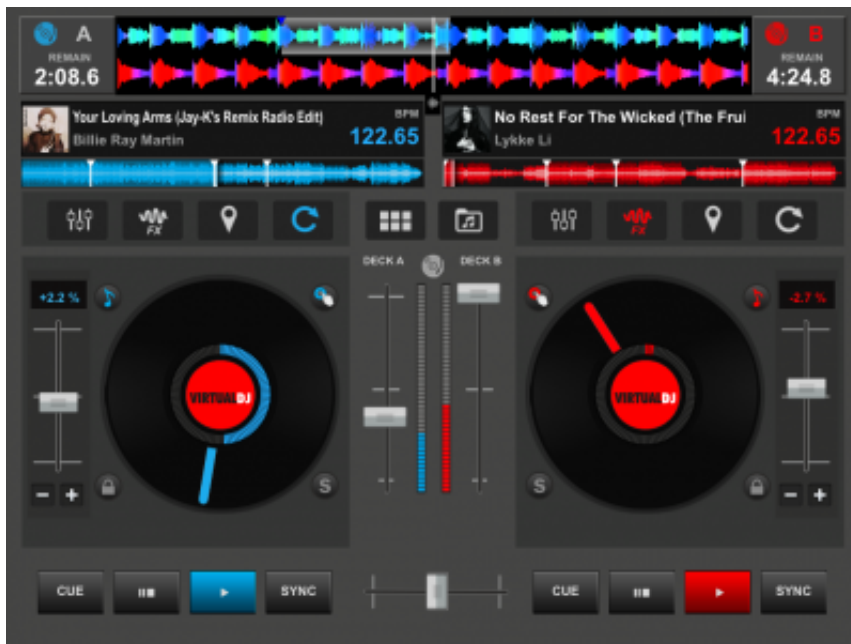 A
REMAIN
2:08.6
B
REMAIN
4:24.8
Your Loving Arms (Jay-K's Remix Radio Edit)
BPM
Billie Ray Martin
122.65
No Rest For The Wicked (The Frui
BPM
Lykke Li
122.65
FX
FX
DECK A
DECK B
+2.2 %
-2.7 %
VIRTUALDJ
VIRTUALDJ
S
S
CUE
SYNC
CUE
SYNC